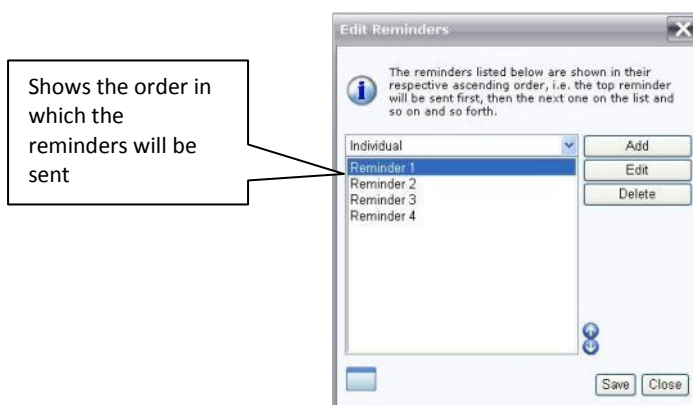 Shows the order in
which the
reminders will be
sent
Edit Reminders
The reminders listed below are shown in their
respective ascending order, i.e. the top reminder
will be sent first, then the next one on the list and
so on and so forth.
Individual
Add
Reminder 1
Edit
Reminder 2
Delete
Reminder 3
Reminder 4
Save
Close